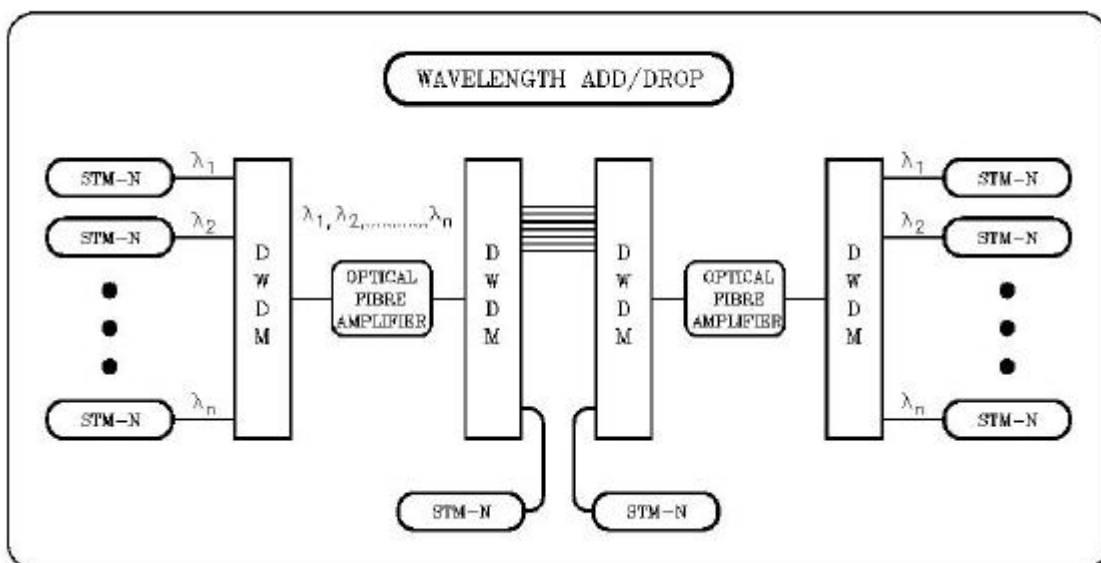 WAVELENGTH ADD/DROP
STM-N
λ1
STM-N
λ2
STM-N
λn
D
W
D
M
λ1, λ2,............λn
OPTICAL
FIBRE
AMPLIFIER
D
W
D
M
D
W
D
M
OPTICAL
FIBRE
AMPLIFIER
D
W
D
M
λ1
STM-N
λ2
STM-N
λn
STM-N
STM-N
STM-N